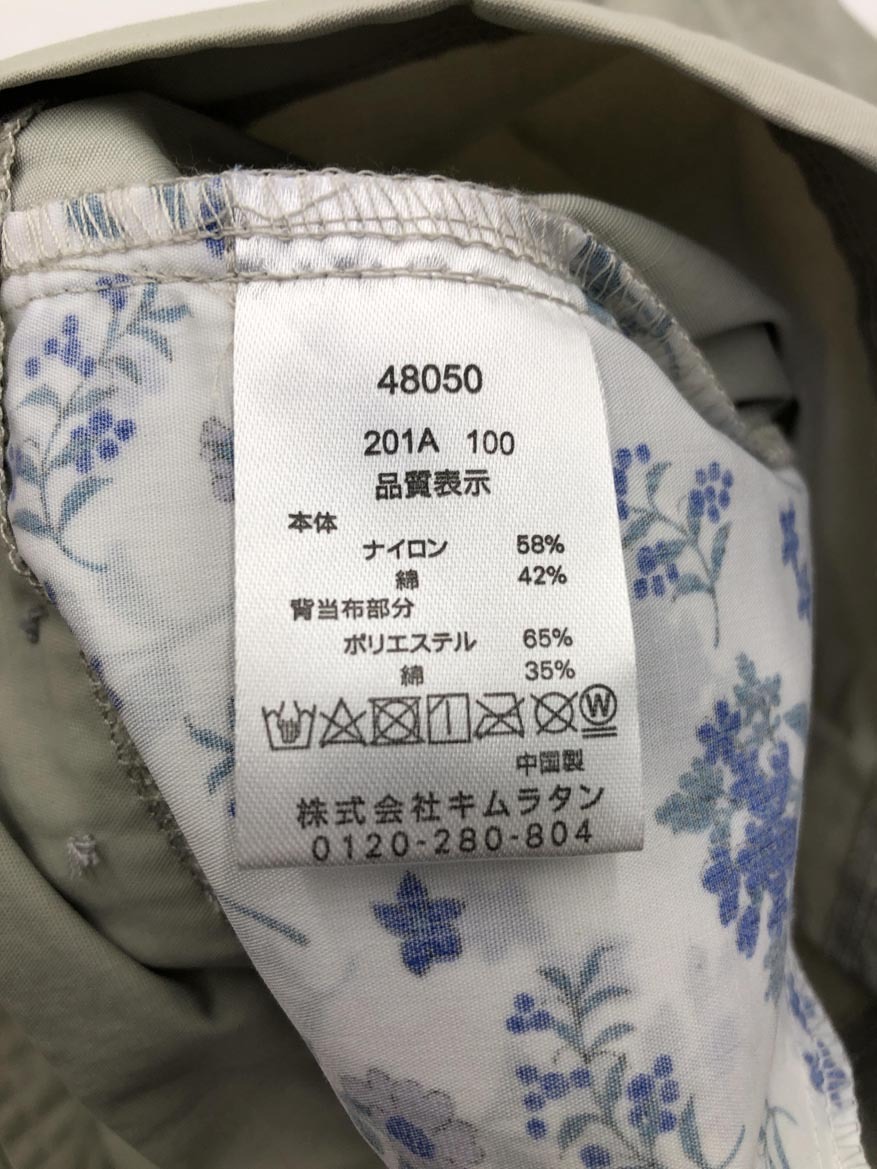 48050
201A 100
品質表示
本体
ナイロン 58%
綿 42%
背当布部分
ポリエステル 65%
綿 35%
W
中国製
株式会社キムラタン
0120-280-804